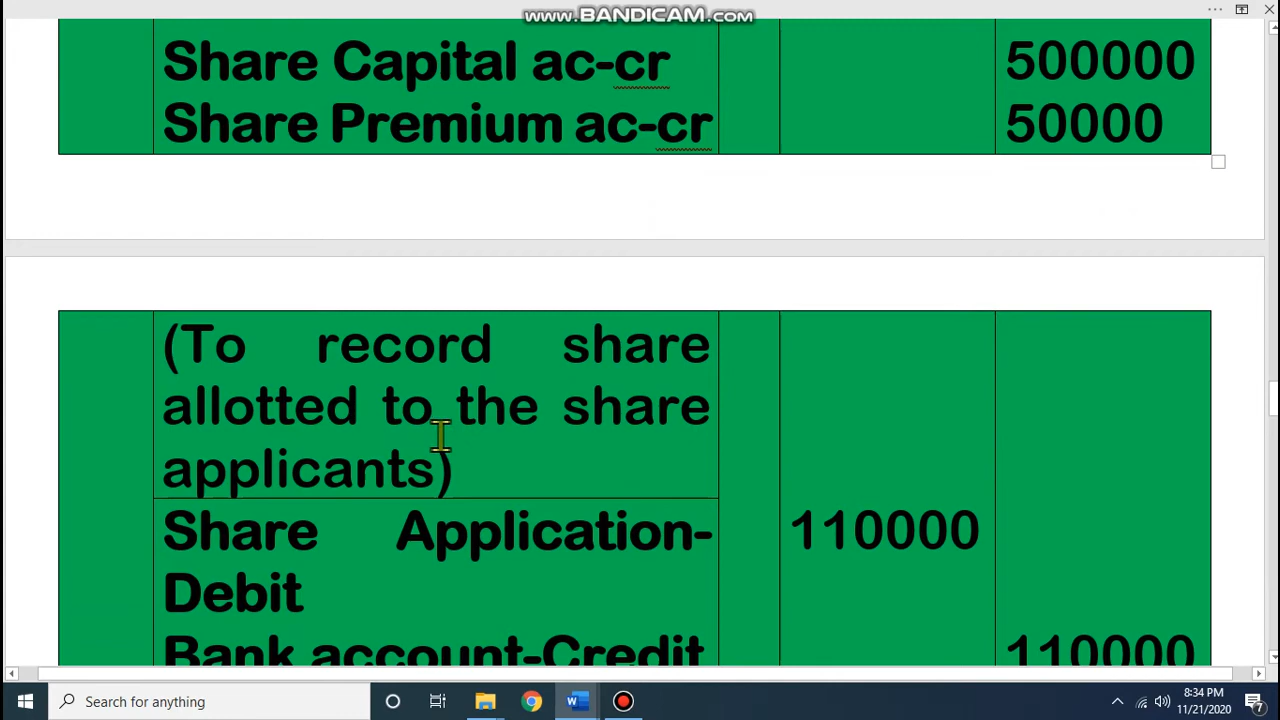 www.BANDICAM.com
Share Capital ac-cr 500000
Share Premium ac-cr 50000
(To record share
allotted to the share
applicants)
Share Application- 110000
Debit
Bank account-Credit 110000
Search for anything
8:34 PM
11/21/2020
7